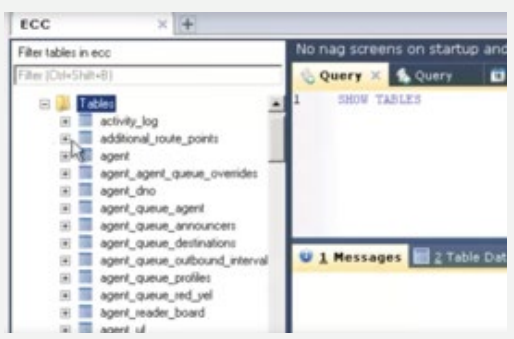 ECC
Filter tables in ecc
Filter (Ctrl+Shift+B)
Tables
activity_log
additional_route_points
agent
agent_agent_queue_overrides
agent_dno
agent_queue_agent
agent_queue_announcers
agent_queue_destinations
agent_queue_outbound_interval
agent_queue_profiles
agent_queue_red_yel
agent_reader_board
agent_ul
No nag screens on startup and
Query
Query
1 SHOW TABLES
1 Messages
2 Table Dat